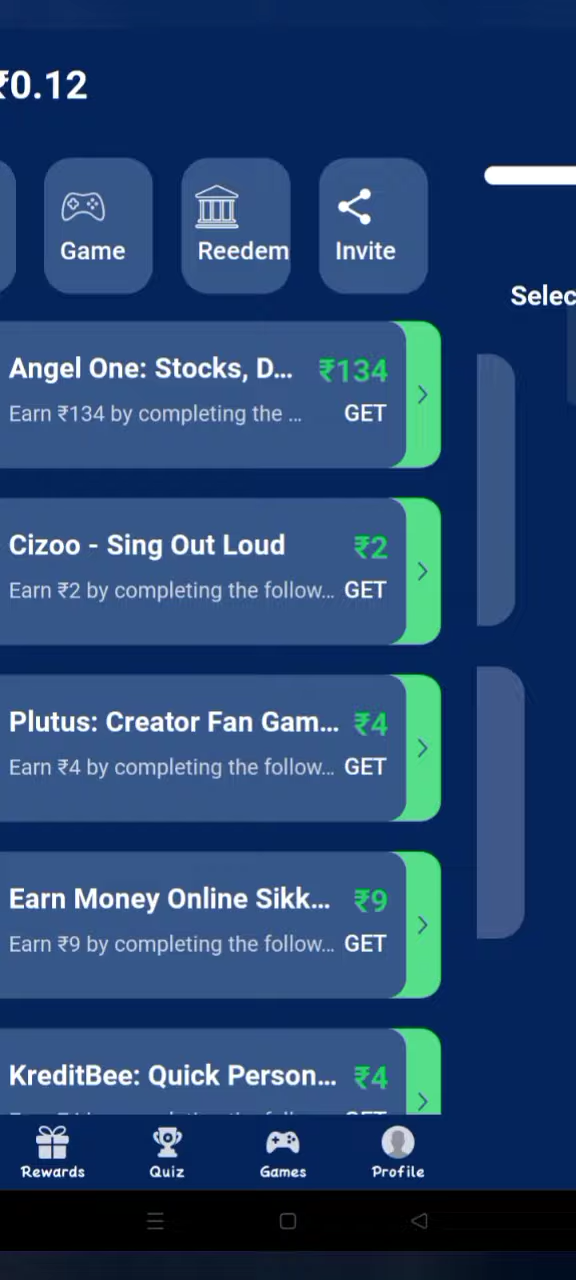 ₹0.12
Game
Reedem
Invite
Selec
Angel One: Stocks, D... ₹134
Earn ₹134 by completing the ... GET
Cizoo - Sing Out Loud ₹2
Earn ₹2 by completing the follow... GET
Plutus: Creator Fan Gam... ₹4
Earn ₹4 by completing the follow... GET
Earn Money Online Sikk... ₹9
Earn ₹9 by completing the follow... GET
KreditBee: Quick Person... ₹4
Rewards
Quiz
Games
Profile